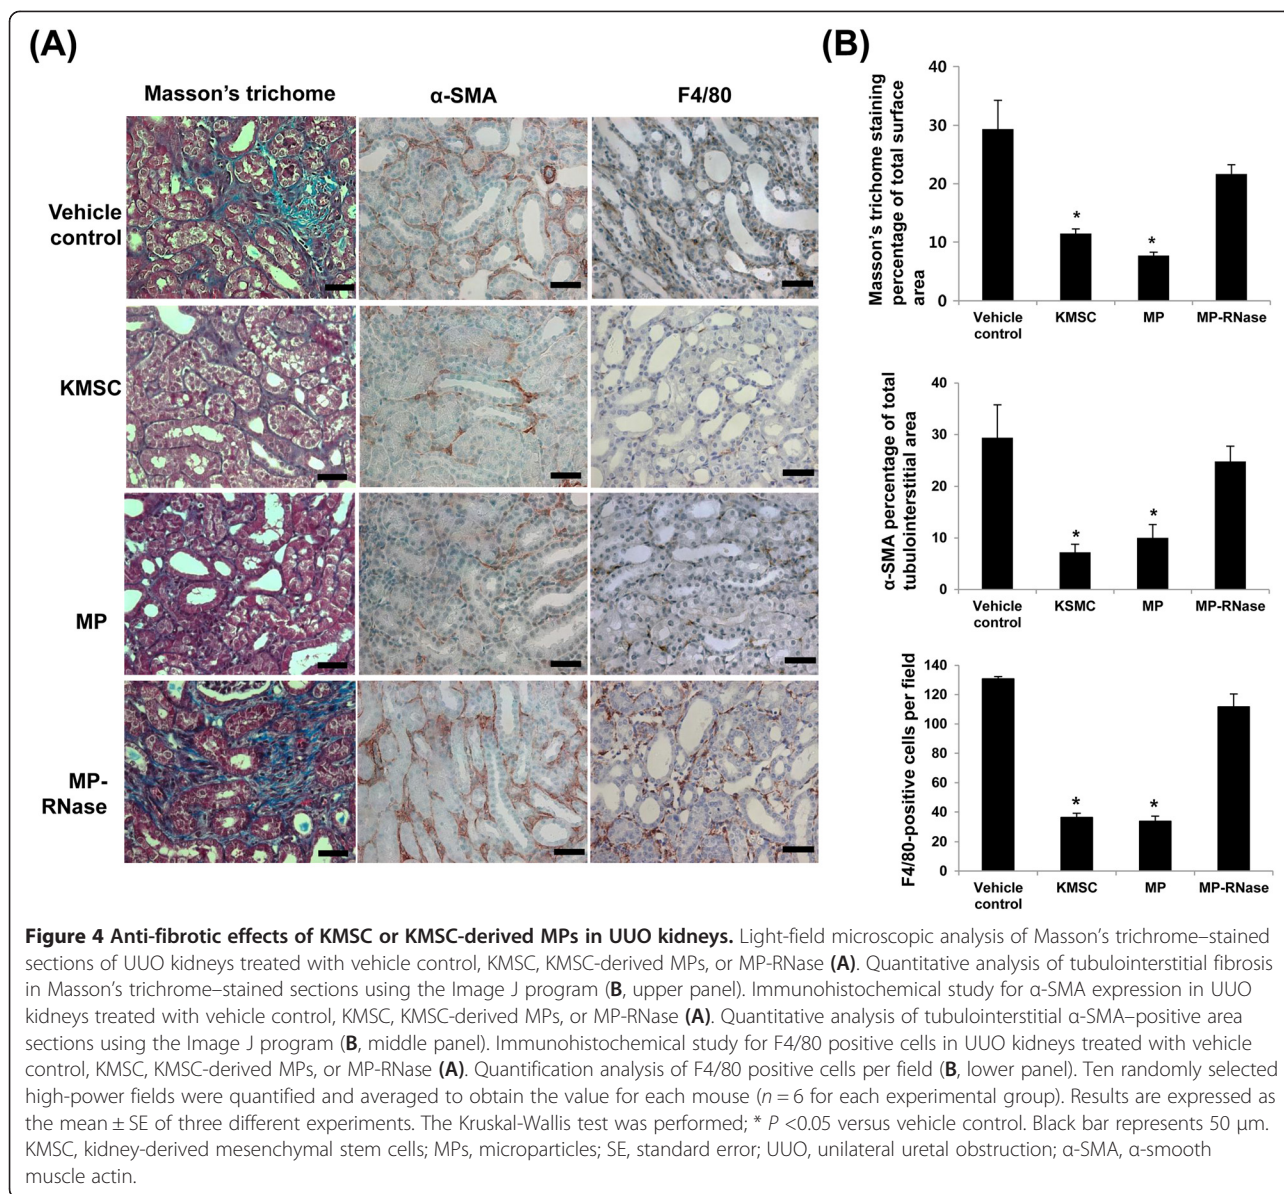 (A)
Masson's trichome
α-SMA
F4/80
Vehicle
control
KMSC
MP
MP-
RNase
(B)
Masson's trichome staining
percentage of total surface
area
40
30
20
10
0
Vehicle
control
KMSC
MP
MP-RNase
*
*
α-SMA percentage of total
tubulointerstitial area
40
30
20
10
0
Vehicle
control
KSMC
MP
MP-RNase
*
*
F4/80-positive cells per field
140
120
100
80
60
40
20
0
Vehicle
control
KMSC
MP
MP-RNase
*
*
Figure 4 Anti-fibrotic effects of KMSC or KMSC-derived MPs in UUO kidneys. Light-field microscopic analysis of Masson's trichrome–stained
sections of UUO kidneys treated with vehicle control, KMSC, KMSC-derived MPs, or MP-RNase (A). Quantitative analysis of tubulointerstitial fibrosis
in Masson's trichrome–stained sections using the Image J program (B, upper panel). Immunohistochemical study for α-SMA expression in UUO
kidneys treated with vehicle control, KMSC, KMSC-derived MPs, or MP-RNase (A). Quantitative analysis of tubulointerstitial α-SMA–positive area
sections using the Image J program (B, middle panel). Immunohistochemical study for F4/80 positive cells in UUO kidneys treated with vehicle
control, KMSC, KMSC-derived MPs, or MP-RNase (A). Quantification analysis of F4/80 positive cells per field (B, lower panel). Ten randomly selected
high-power fields were quantified and averaged to obtain the value for each mouse (n = 6 for each experimental group). Results are expressed as
the mean ± SE of three different experiments. The Kruskal-Wallis test was performed; * P <0.05 versus vehicle control. Black bar represents 50 μm.
KMSC, kidney-derived mesenchymal stem cells; MPs, microparticles; SE, standard error; UUO, unilateral uretal obstruction; α-SMA, α-smooth
muscle actin.